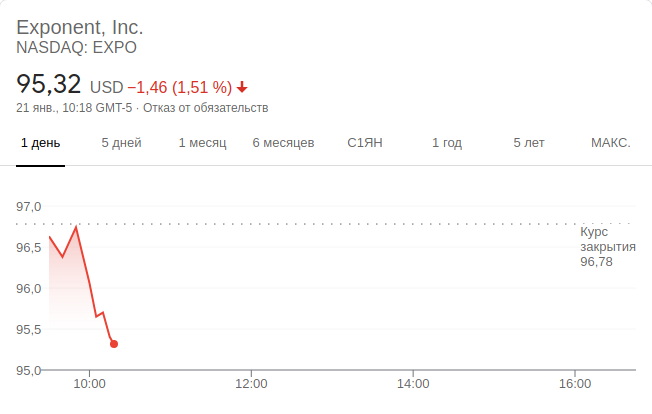 Exponent, Inc.
NASDAQ: EXPO
95,32 USD −1,46 (1,51 %)
21 янв., 10:18 GMT-5 · Отказ от обязательств
1 день 5 дней 1 месяц 6 месяцев С1ЯН 1 год 5 лет МАКС.
97,0
96,5
96,0
95,5
95,0
Курс
закрытия
96,78
10:00 12:00 14:00 16:00